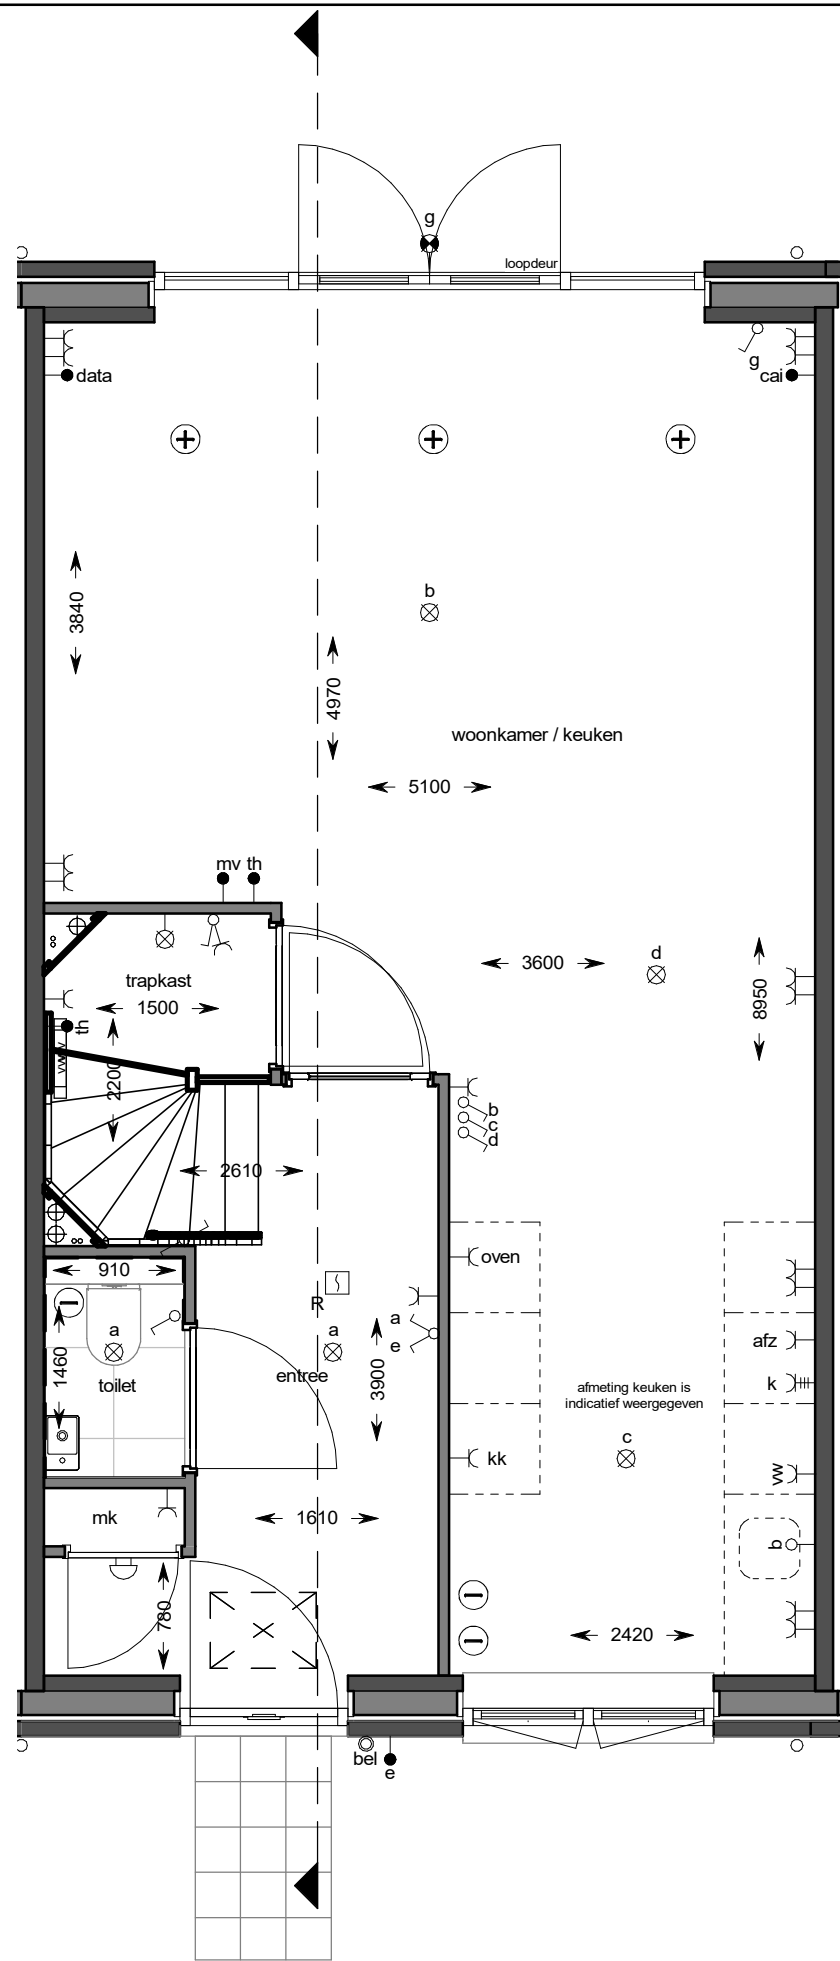 g
loopdeur
data
g
cai
b
3840
4970
woonkamer / keuken
5100
mv th
d
3600
trapkast
1500
8950
th
2200
b
c
d
2610
oven
910
R
a
e
afz
a
a
1460
toilet
entree
3900
k
afmeting keuken is
indicatief weergegeven
c
kk
vw
mk
1610
b
780
2420
bel
e